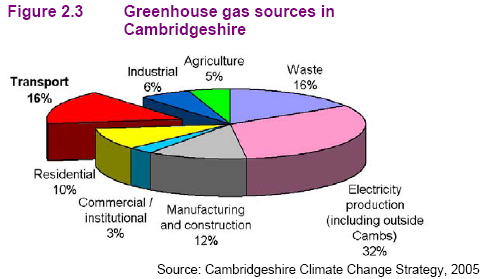 Figure 2.3 Greenhouse gas sources in
Cambridgeshire
Agriculture
5%
Waste
16%
Industrial
6%
Transport
16%
Residential
10%
Commercial /
institutional
3%
Manufacturing
and construction
12%
Electricity
production
(including outside
Cambs)
32%
Source: Cambridgeshire Climate Change Strategy, 2005